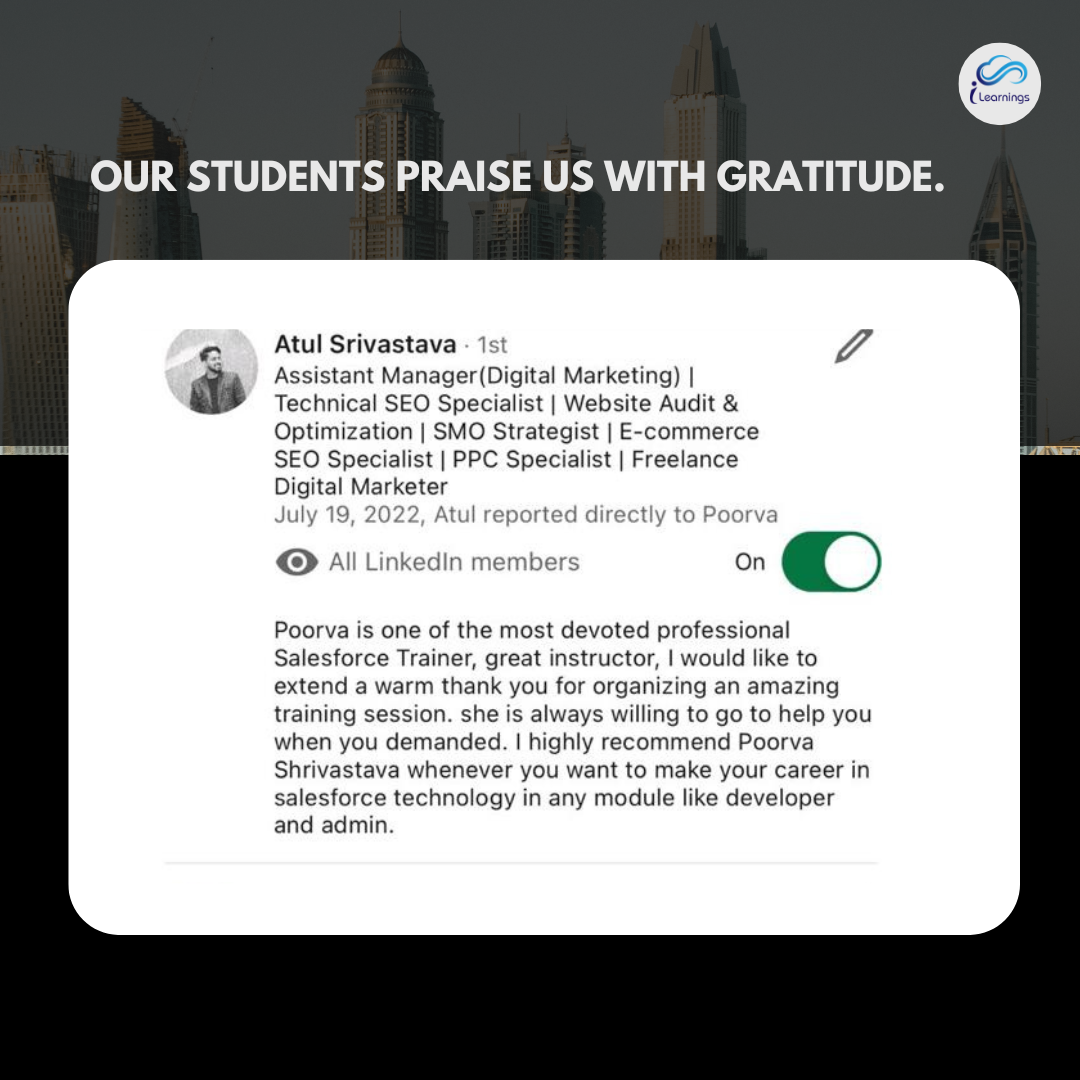 i Learnings
OUR STUDENTS PRAISE US WITH GRATITUDE.
Atul Srivastava · 1st
Assistant Manager(Digital Marketing) |
Technical SEO Specialist | Website Audit &
Optimization | SMO Strategist | E-commerce
SEO Specialist | PPC Specialist | Freelance
Digital Marketer
July 19, 2022, Atul reported directly to Poorva
All LinkedIn members On
Poorva is one of the most devoted professional
Salesforce Trainer, great instructor, I would like to
extend a warm thank you for organizing an amazing
training session. she is always willing to go to help you
when you demanded. I highly recommend Poorva
Shrivastava whenever you want to make your career in
salesforce technology in any module like developer
and admin.